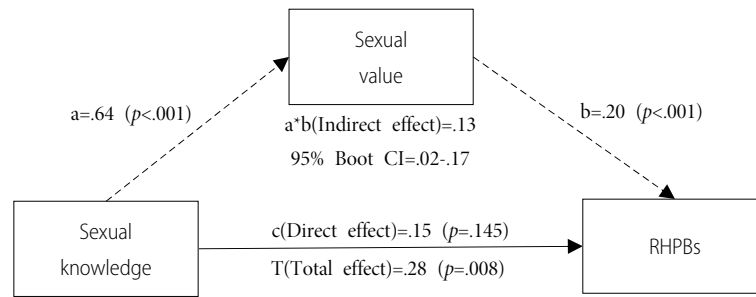 Sexual
value
a=.64 (p<.001)
b=.20 (p<.001)
a*b(Indirect effect)=.13
95% Boot CI=.02-.17
Sexual
knowledge
c(Direct effect)=.15 (p=.145)
T(Total effect)=.28 (p=.008)
RHPBs